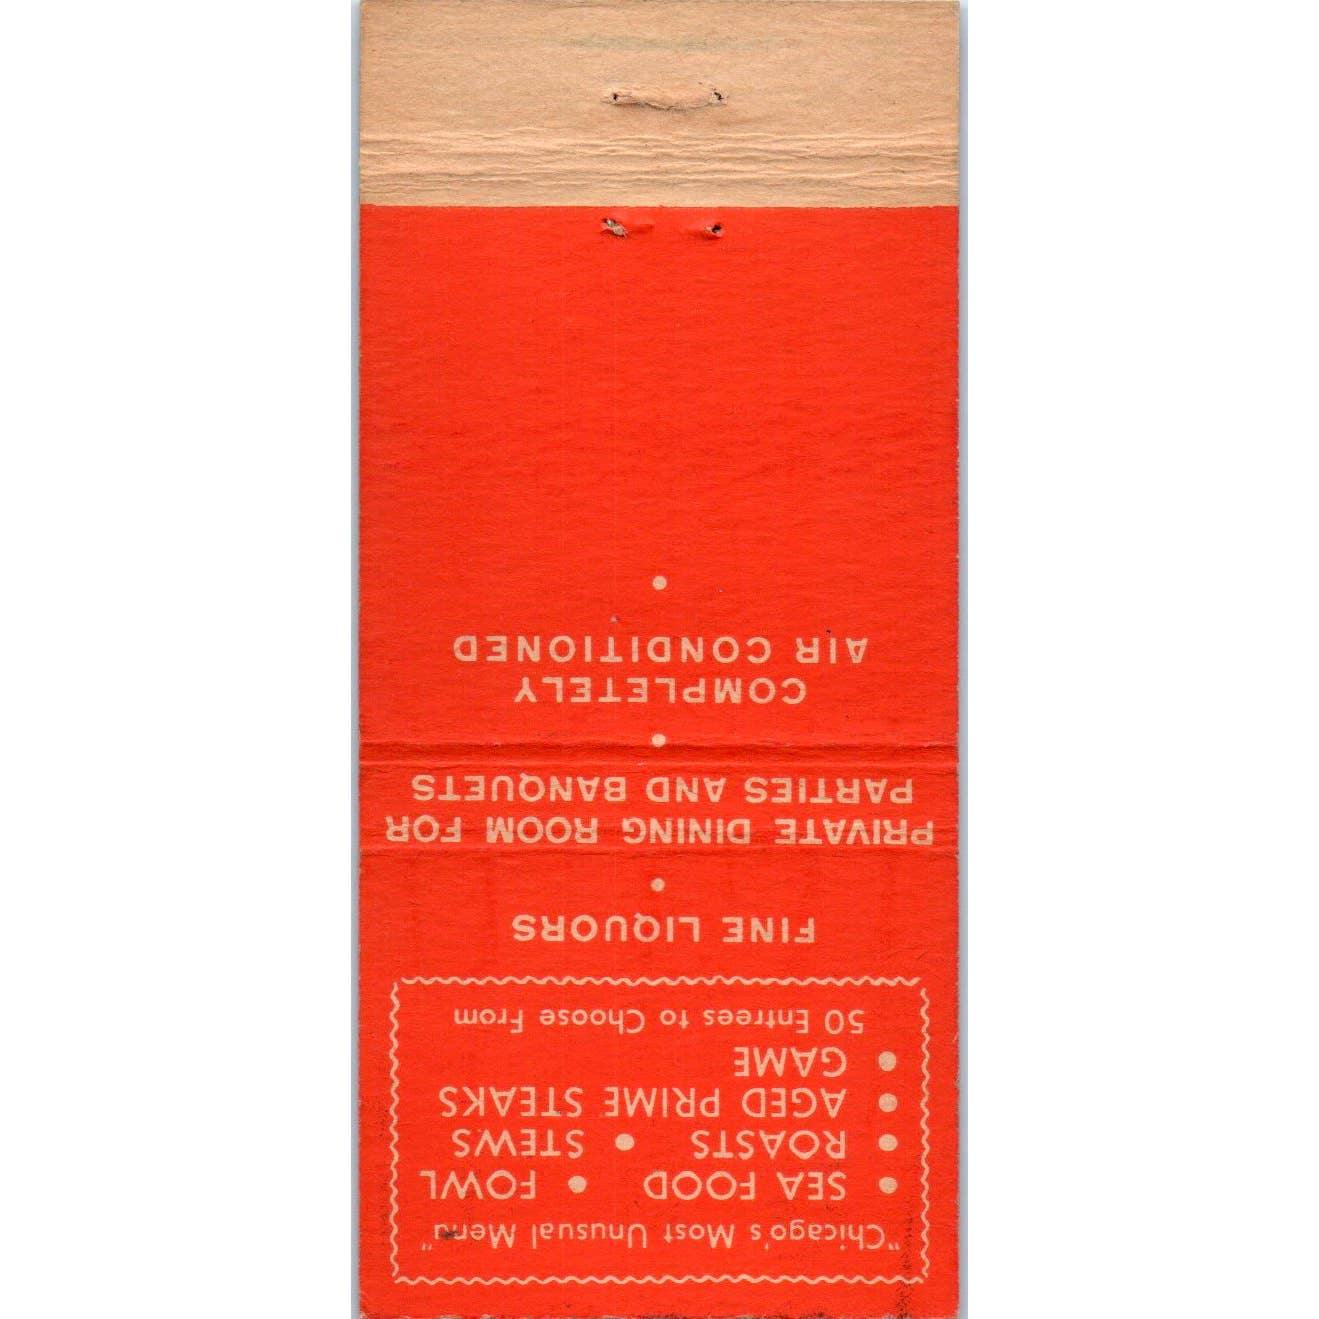 "Chicago's Most Unusual Menu"
• SEA FOOD • FOWL
• ROASTS • STEWS
• AGED PRIME STEAKS
• GAME
50 Entrees to Choose From
FINE LIQUORS
•
PRIVATE DINING ROOM FOR
PARTIES AND BANQUETS
•
COMPLETELY
AIR CONDITIONED
•